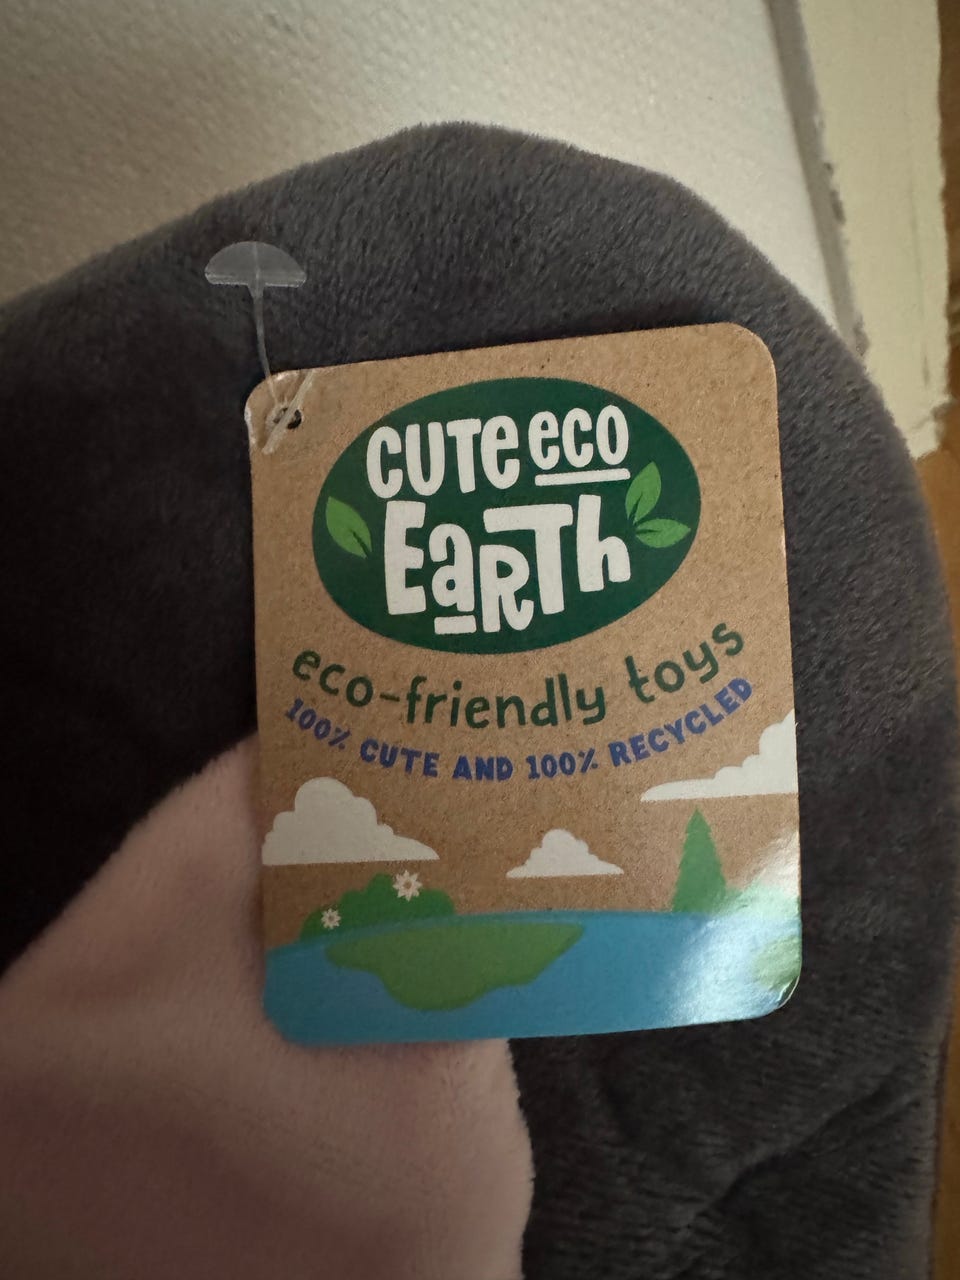 CUTE eco
EaRTh
eco-friendly toys
100% CUTE AND 100% RECYCLED